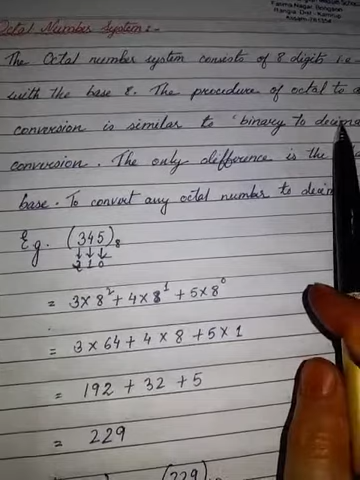 Octal Number System:-
The Octal number system consists of 8 digits i.e
with the base 8. The procedure of octal to
conversion is similar to 'binary to decima
conversion. The only difference is the
base. To convert any octal number to decim
Eg. (345)8
2 1 0
= 3×8² + 4×8¹ + 5×8⁰
= 3×64 + 4×8 + 5×1
= 192 + 32 + 5
= 229
(229)